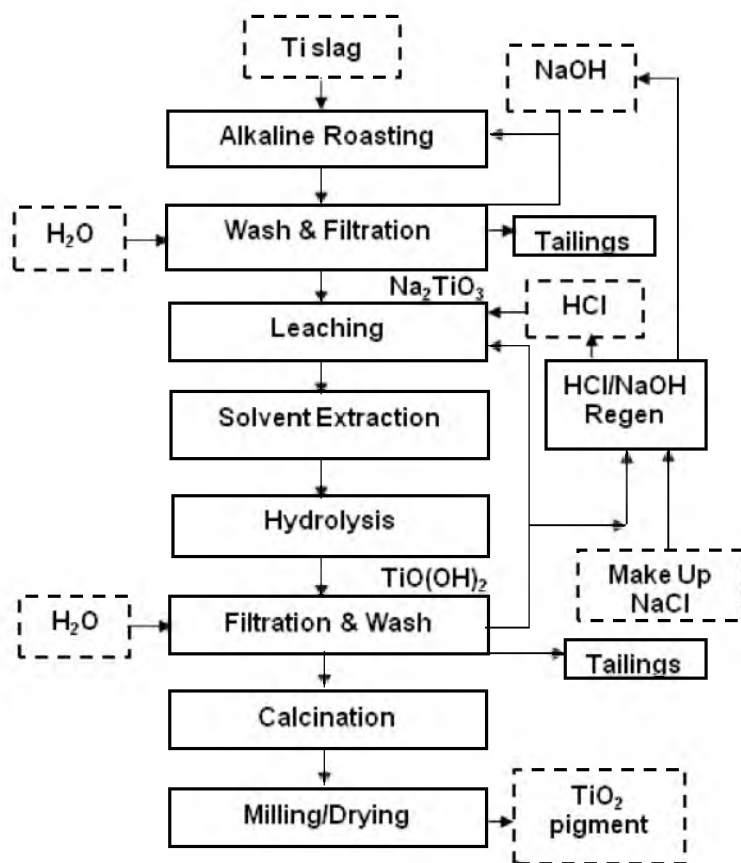 Ti slag
NaOH
Alkaline Roasting
H₂O
Wash & Filtration
Tailings
Na₂TiO₃
HCl
Leaching
HCl/NaOH
Regen
Solvent Extraction
Hydrolysis
Make Up
NaCl
TiO(OH)₂
H₂O
Filtration & Wash
Tailings
Calcination
Milling/Drying
TiO₂
pigment